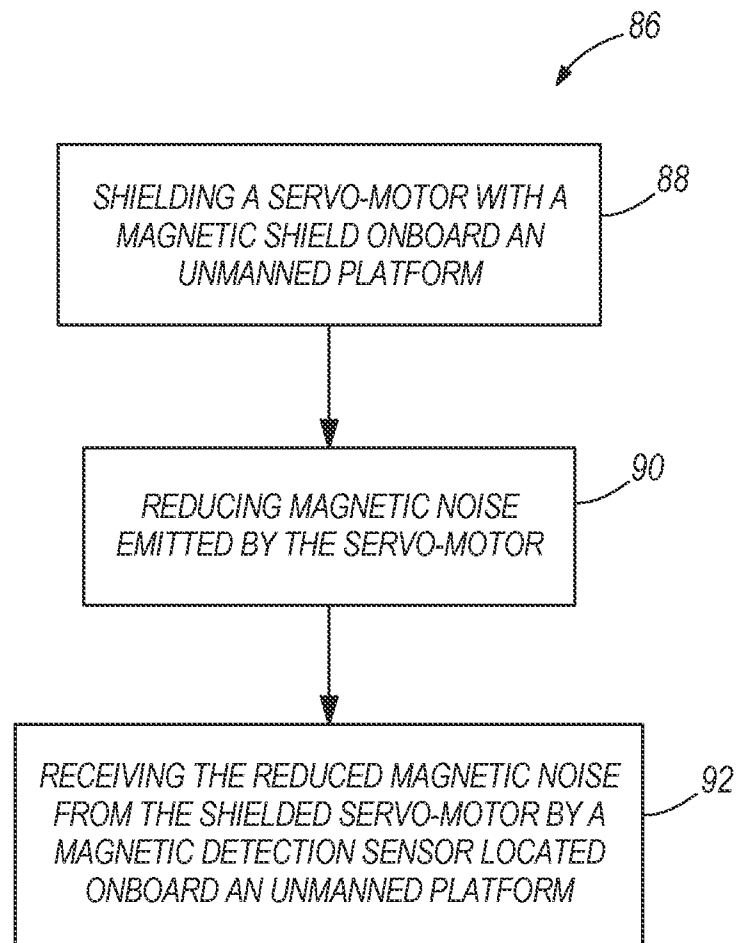 86
SHIELDING A SERVO-MOTOR WITH A
MAGNETIC SHIELD ONBOARD AN
UNMANNED PLATFORM
88
REDUCING MAGNETIC NOISE
EMITTED BY THE SERVO-MOTOR
90
RECEIVING THE REDUCED MAGNETIC NOISE
FROM THE SHIELDED SERVO-MOTOR BY A
MAGNETIC DETECTION SENSOR LOCATED
ONBOARD AN UNMANNED PLATFORM
92